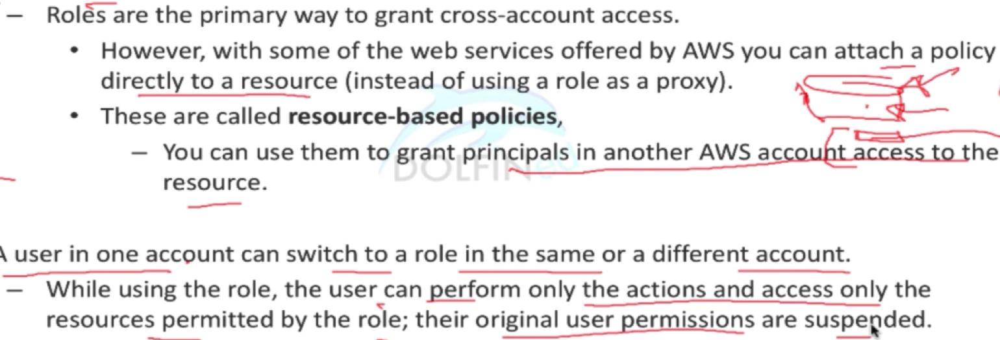 – Roles are the primary way to grant cross-account access.
• However, with some of the web services offered by AWS you can attach a policy
directly to a resource (instead of using a role as a proxy).
• These are called resource-based policies,
– You can use them to grant principals in another AWS account access to the
resource.
DOLFINed
A user in one account can switch to a role in the same or a different account.
– While using the role, the user can perform only the actions and access only the
resources permitted by the role; their original user permissions are suspended.